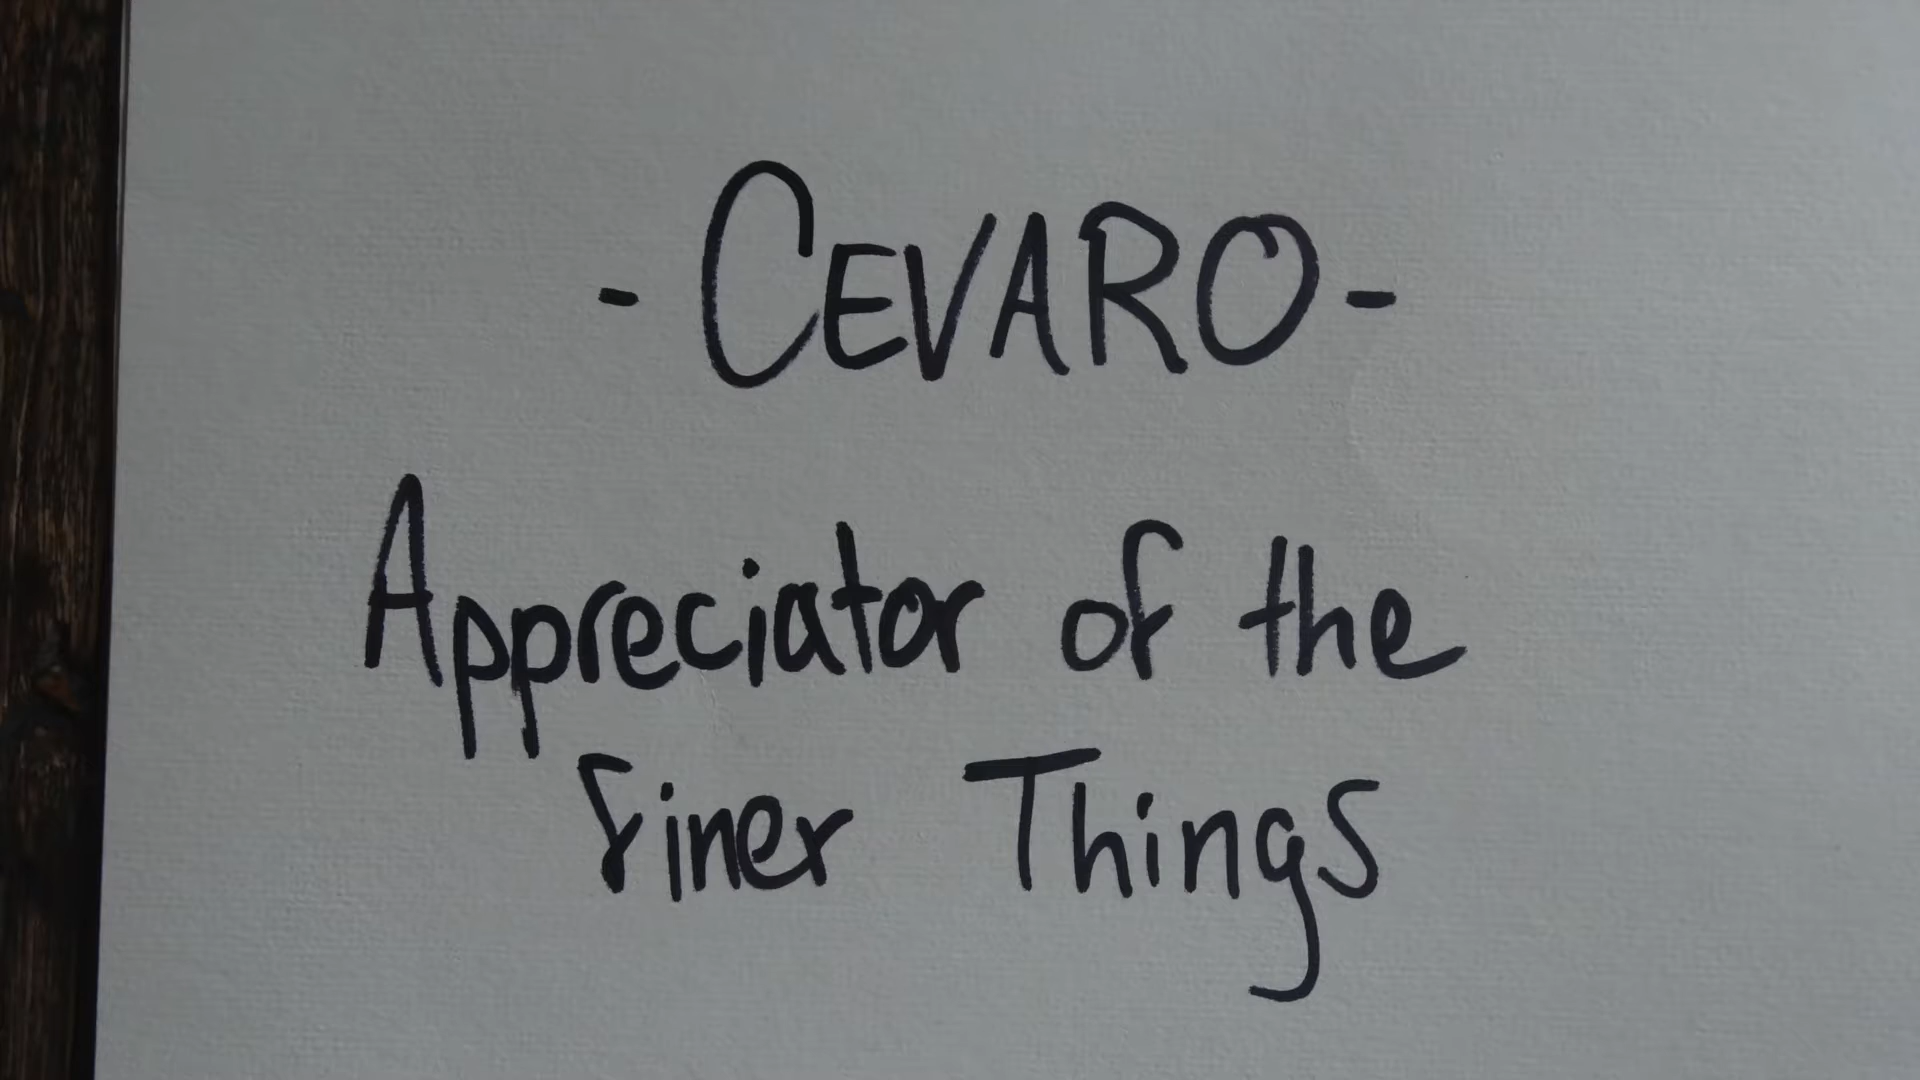 - CEVARO -
Appreciator of the
finer Things